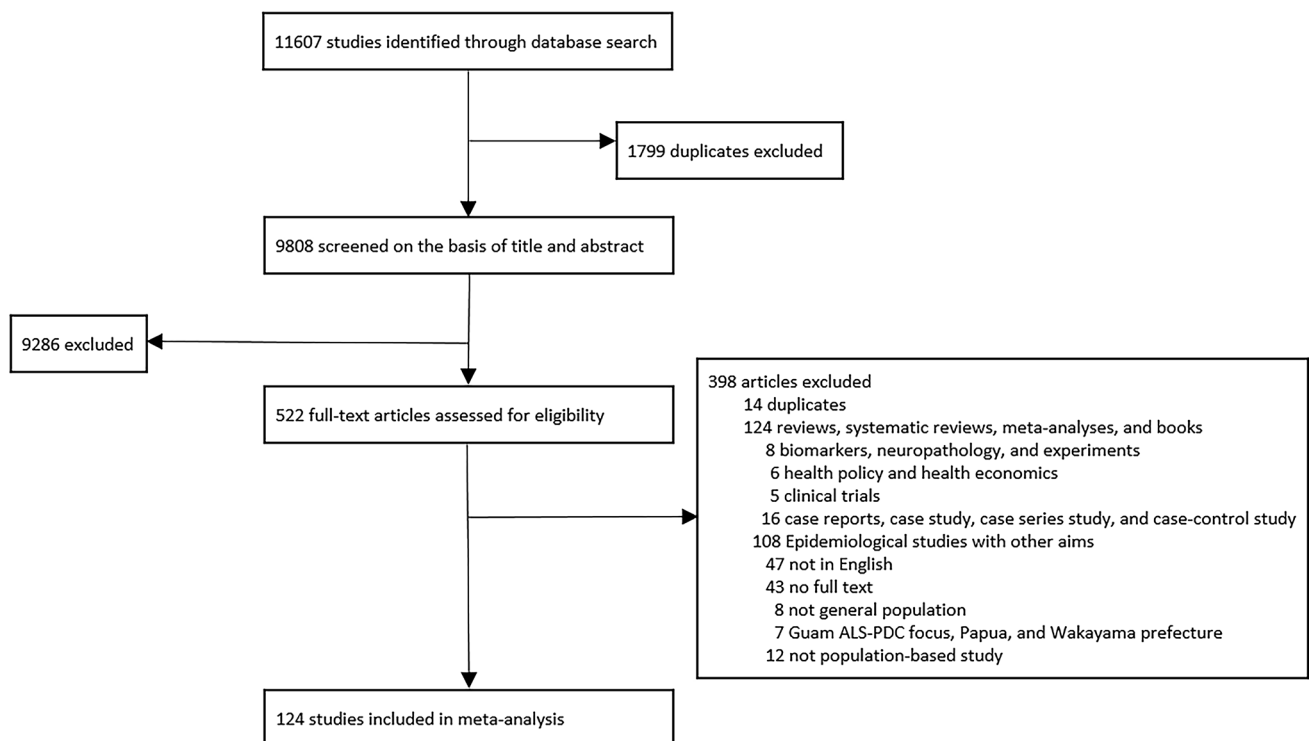 11607 studies identified through database search
1799 duplicates excluded
9808 screened on the basis of title and abstract
9286 excluded
522 full-text articles assessed for eligibility
398 articles excluded
14 duplicates
124 reviews, systematic reviews, meta-analyses, and books
8 biomarkers, neuropathology, and experiments
6 health policy and health economics
5 clinical trials
16 case reports, case study, case series study, and case-control study
108 Epidemiological studies with other aims
47 not in English
43 no full text
8 not general population
7 Guam ALS-PDC focus, Papua, and Wakayama prefecture
12 not population-based study
124 studies included in meta-analysis